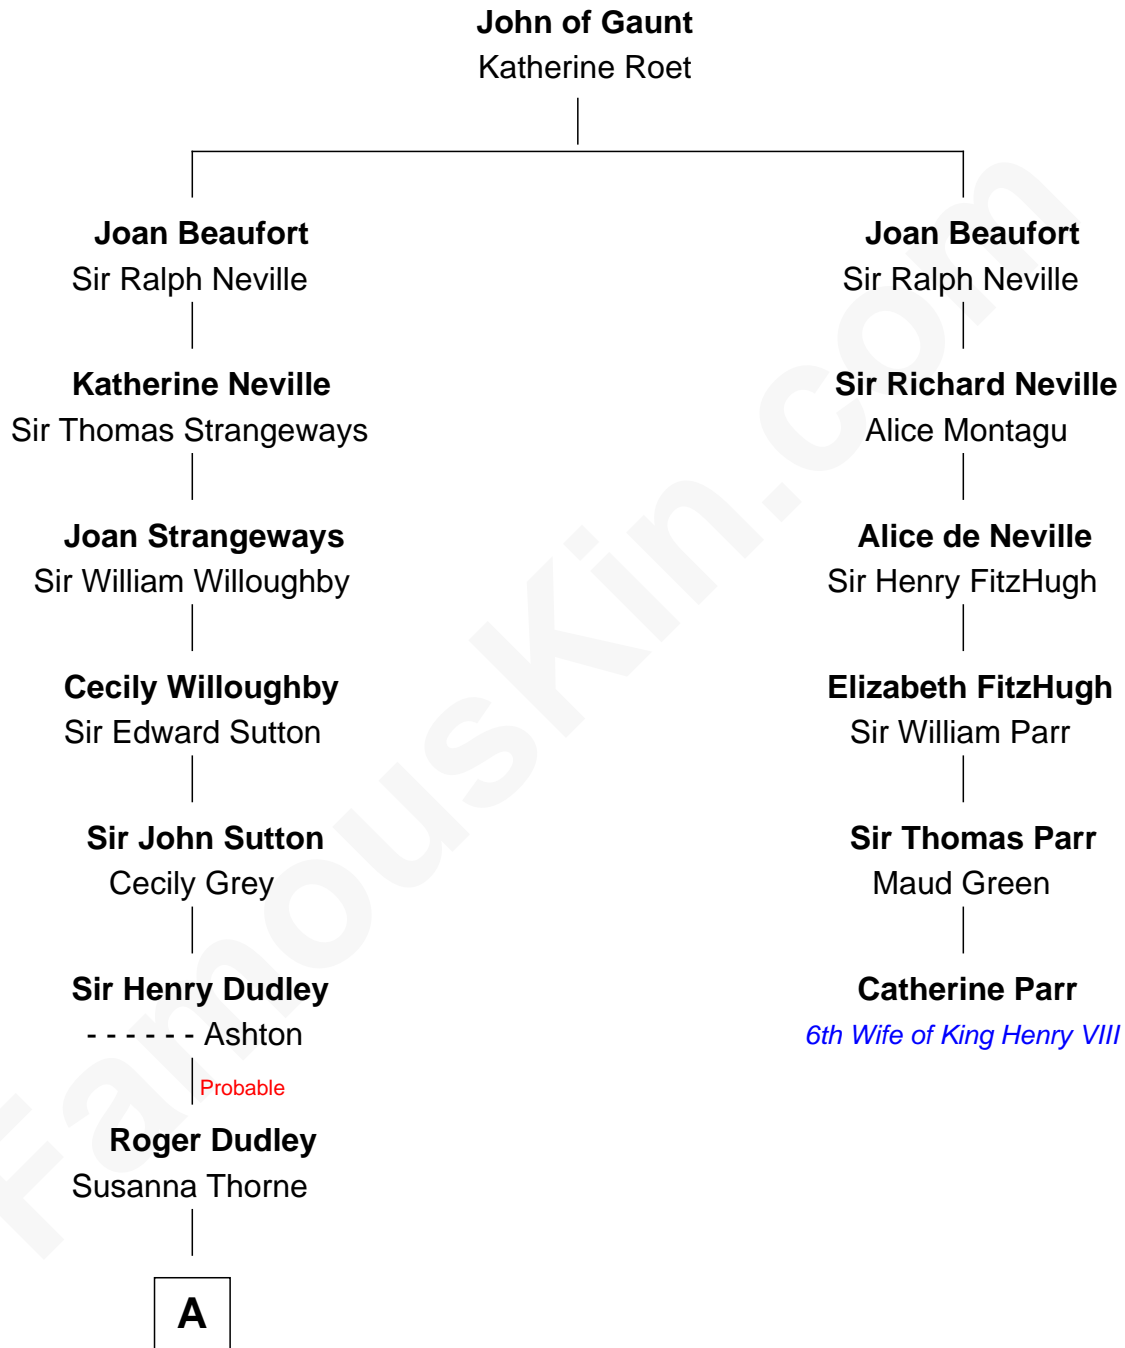 John of Gaunt
Katherine Roet
Joan Beaufort
Sir Ralph Neville
Katherine Neville
Sir Thomas Strangeways
Joan Strangeways
Sir William Willoughby
Cecily Willoughby
Sir Edward Sutton
Sir John Sutton
Cecily Grey
Sir Henry Dudley
- - - - - - Ashton
Probable
Roger Dudley
Susanna Thorne
A
Joan Beaufort
Sir Ralph Neville
Sir Richard Neville
Alice Montagu
Alice de Neville
Sir Henry FitzHugh
Elizabeth FitzHugh
Sir William Parr
Sir Thomas Parr
Maud Green
Catherine Parr
6th Wife of King Henry VIII
FamousKin.com